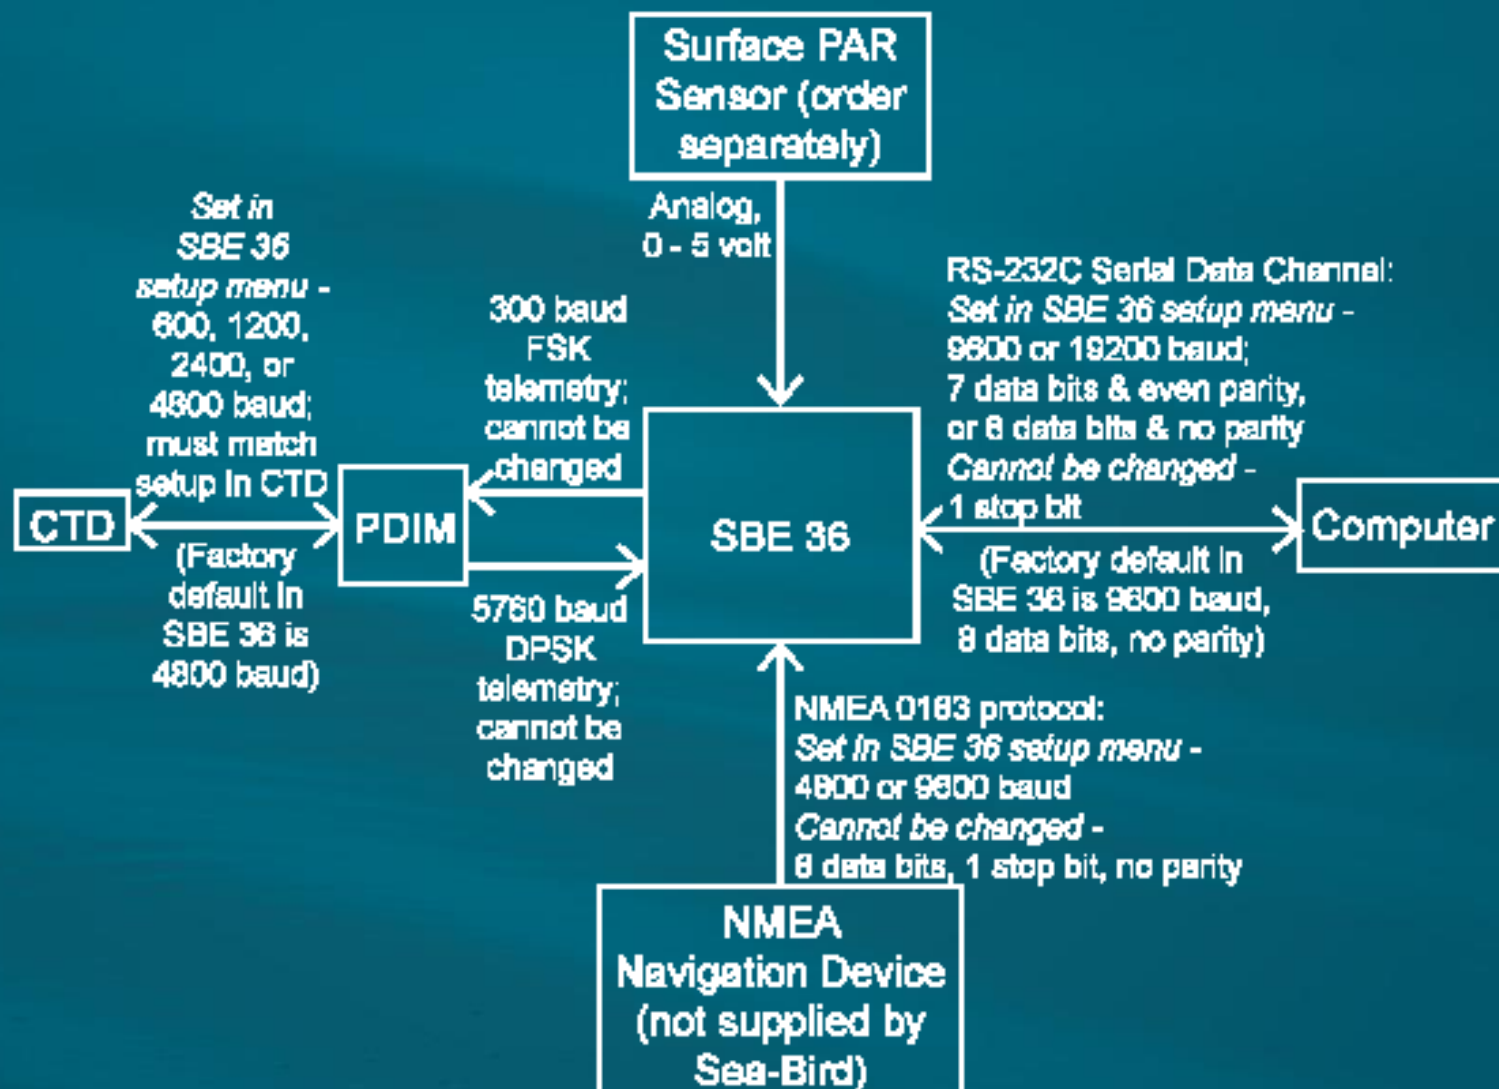 Surface PAR
Sensor (order
separately)
Analog,
0 - 5 volt
Set in
SBE 36
setup menu -
600, 1200,
2400, or
4800 baud;
must match
setup in CTD
(Factory
default in
SBE 36 is
4800 baud)
CTD
PDIM
300 baud
FSK
telemetry;
cannot be
changed
5760 baud
DPSK
telemetry;
cannot be
changed
SBE 36
RS-232C Serial Data Channel:
Set in SBE 36 setup menu -
9600 or 19200 baud;
7 data bits & even parity,
or 8 data bits & no parity
Cannot be changed -
1 stop bit
(Factory default in
SBE 36 is 9600 baud,
8 data bits, no parity)
Computer
NMEA 0183 protocol:
Set in SBE 36 setup menu -
4800 or 9600 baud
Cannot be changed -
8 data bits, 1 stop bit, no parity
NMEA
Navigation Device
(not supplied by
Sea-Bird)